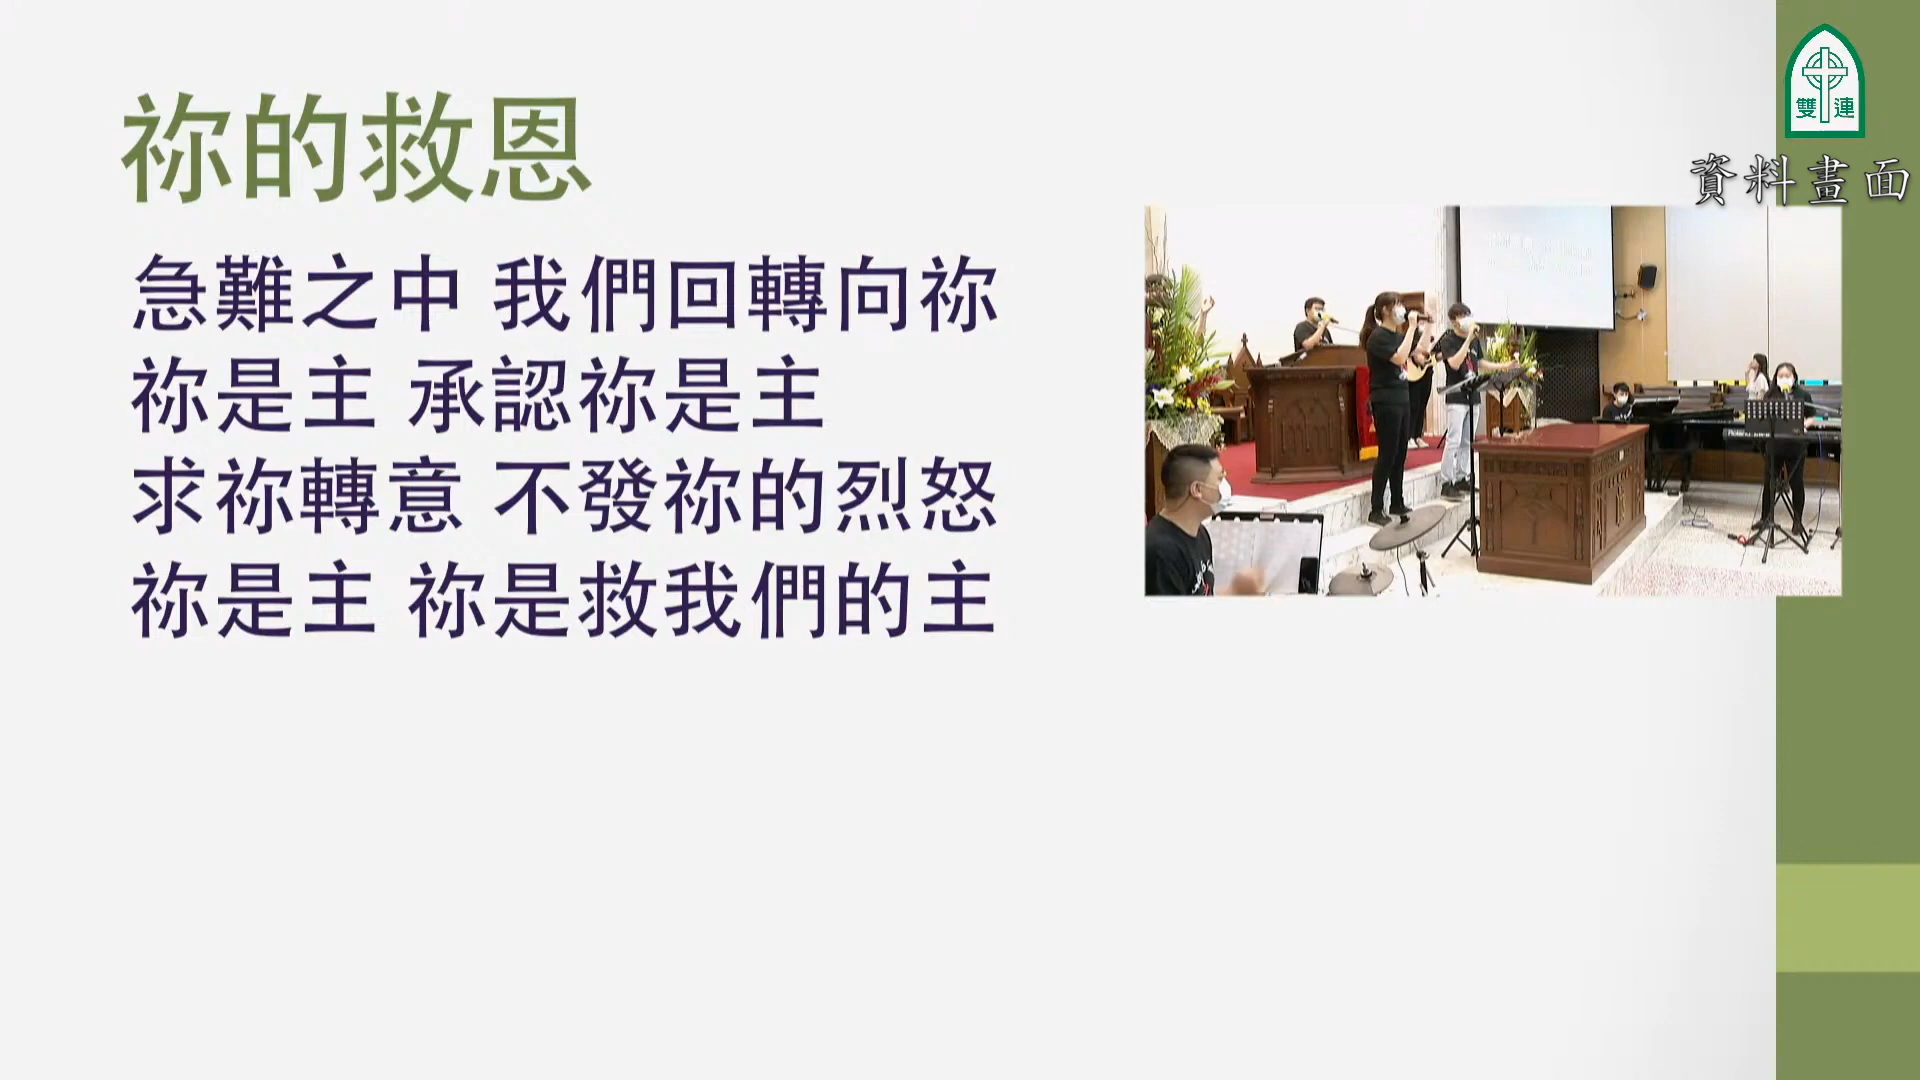 祢的救恩
急難之中 我們回轉向祢
祢是主 承認祢是主
求祢轉意 不發祢的烈怒
祢是主 祢是救我們的主
雙連
資料畫面